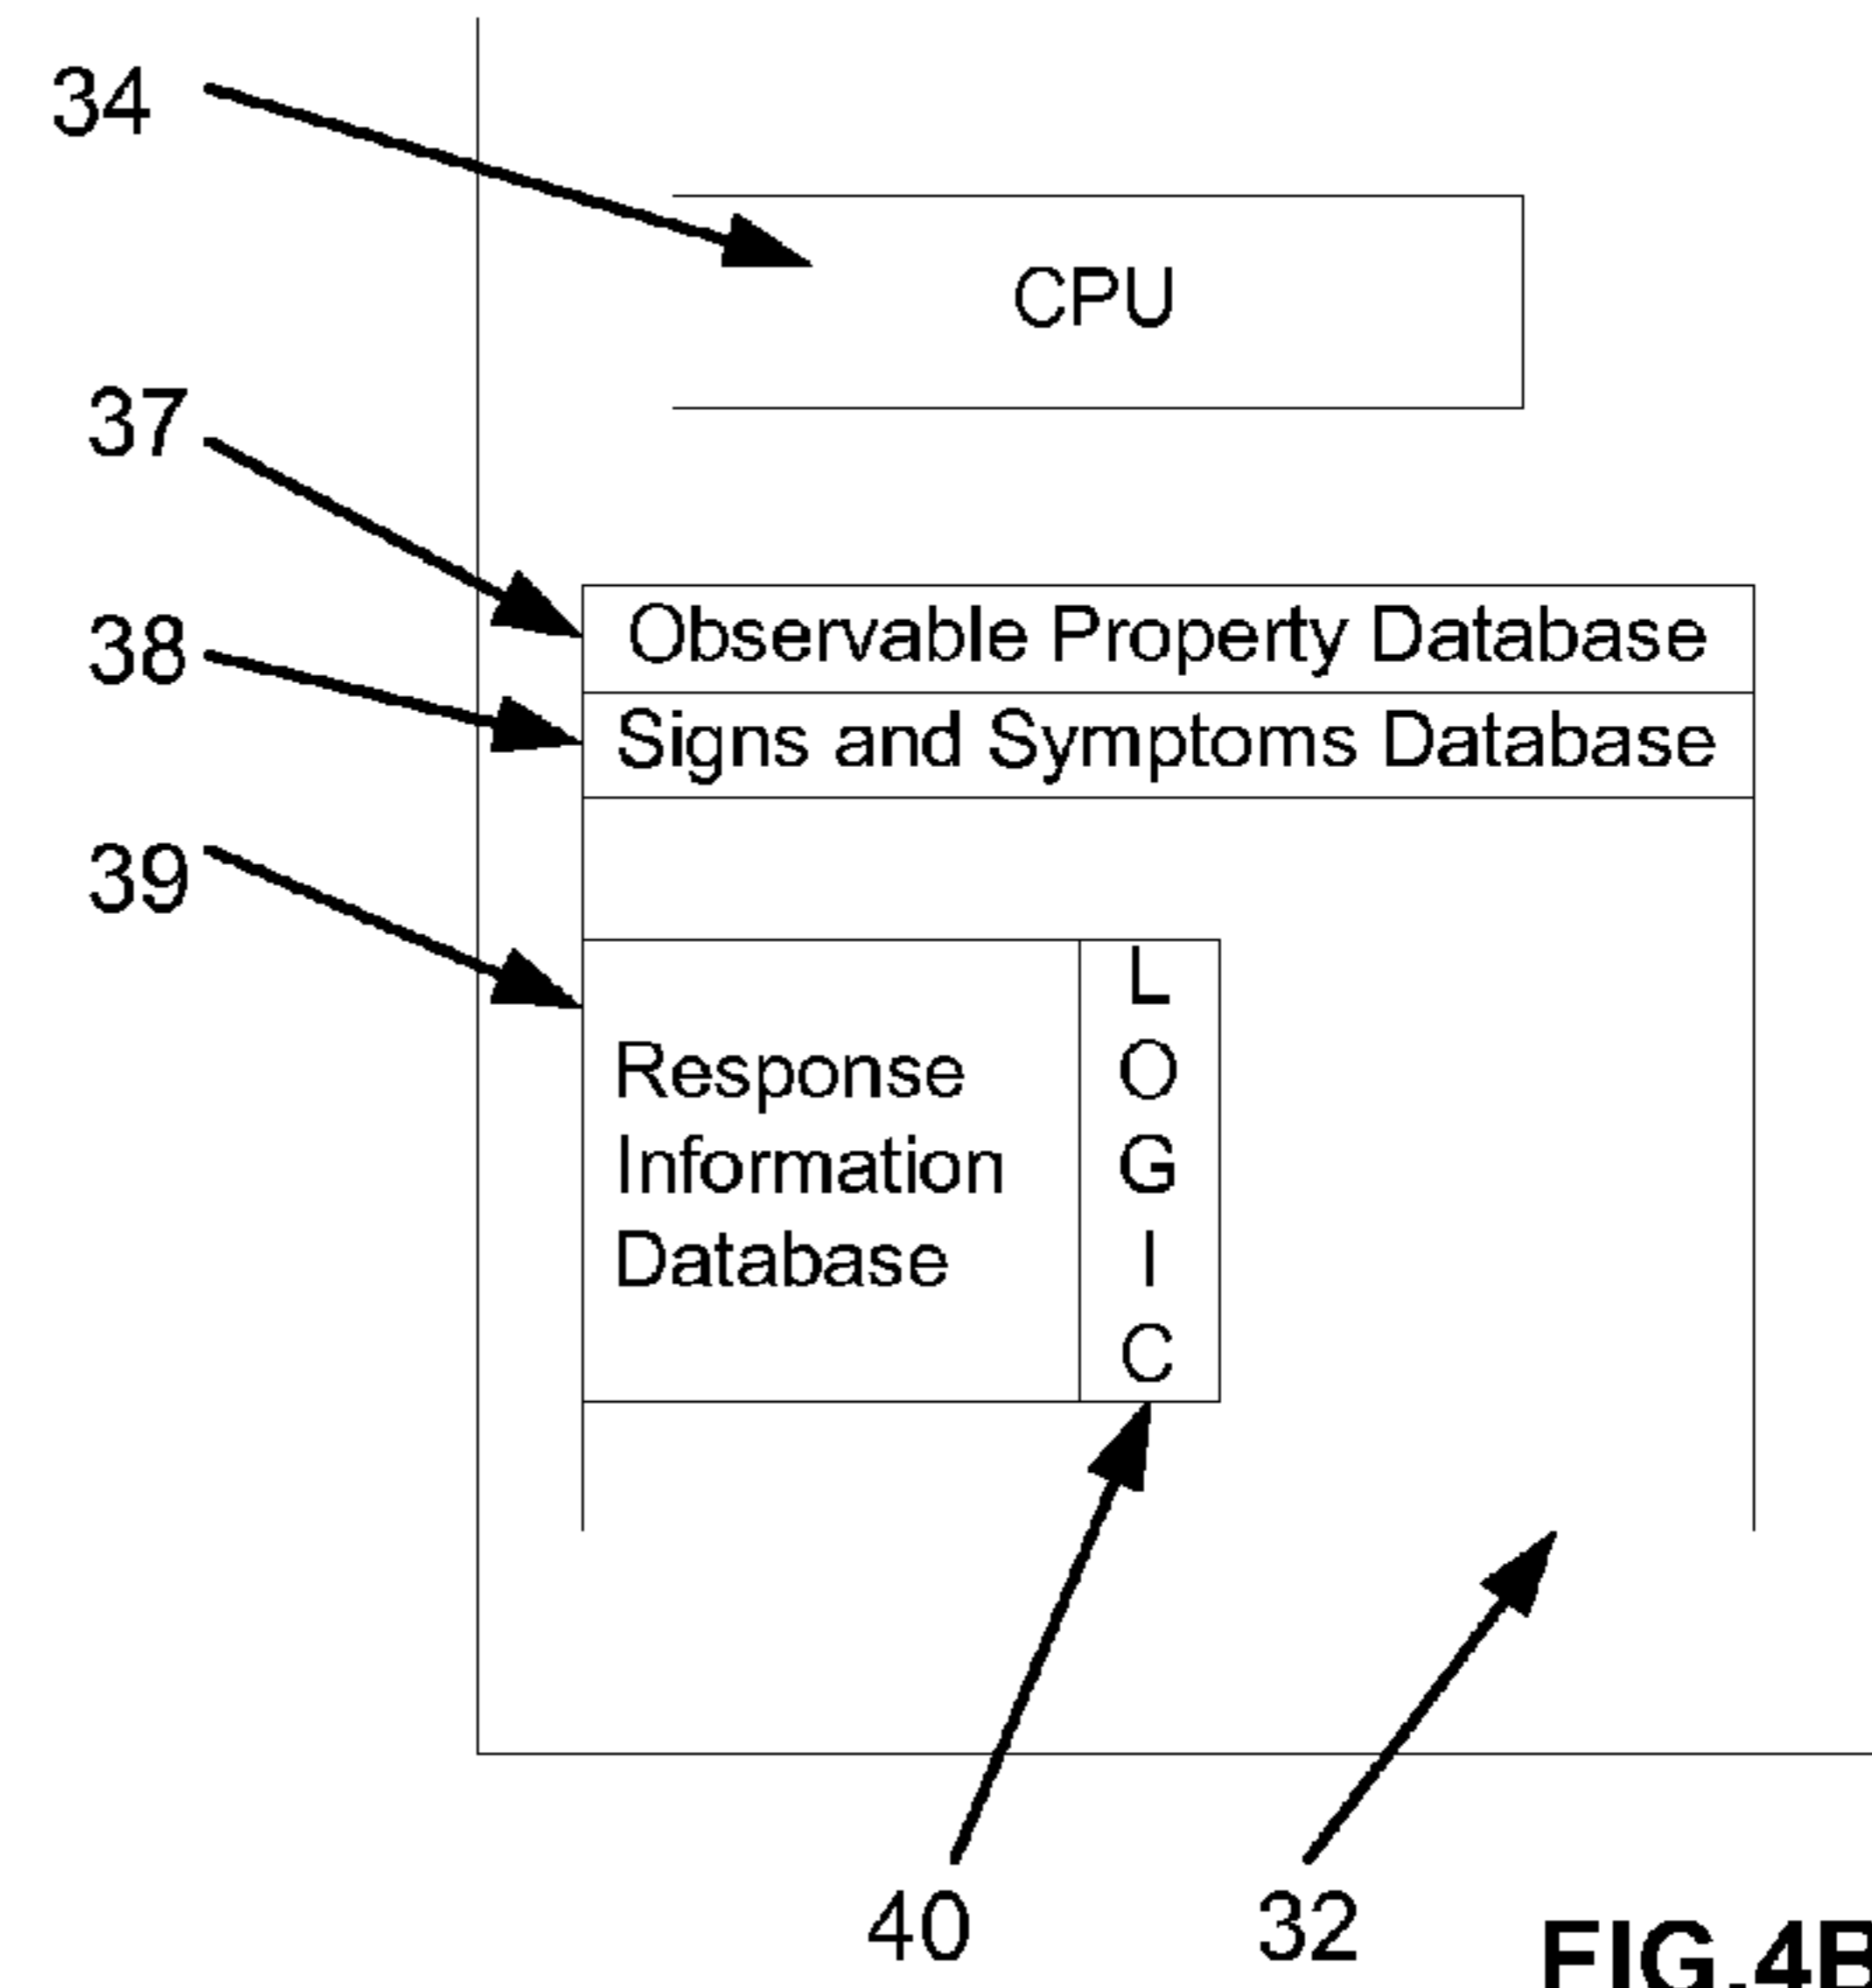 34
CPU
37
Observable Property Database
38
Signs and Symptoms Database
39
L
O
G
I
C
Response
Information
Database
40
32
FIG.4B